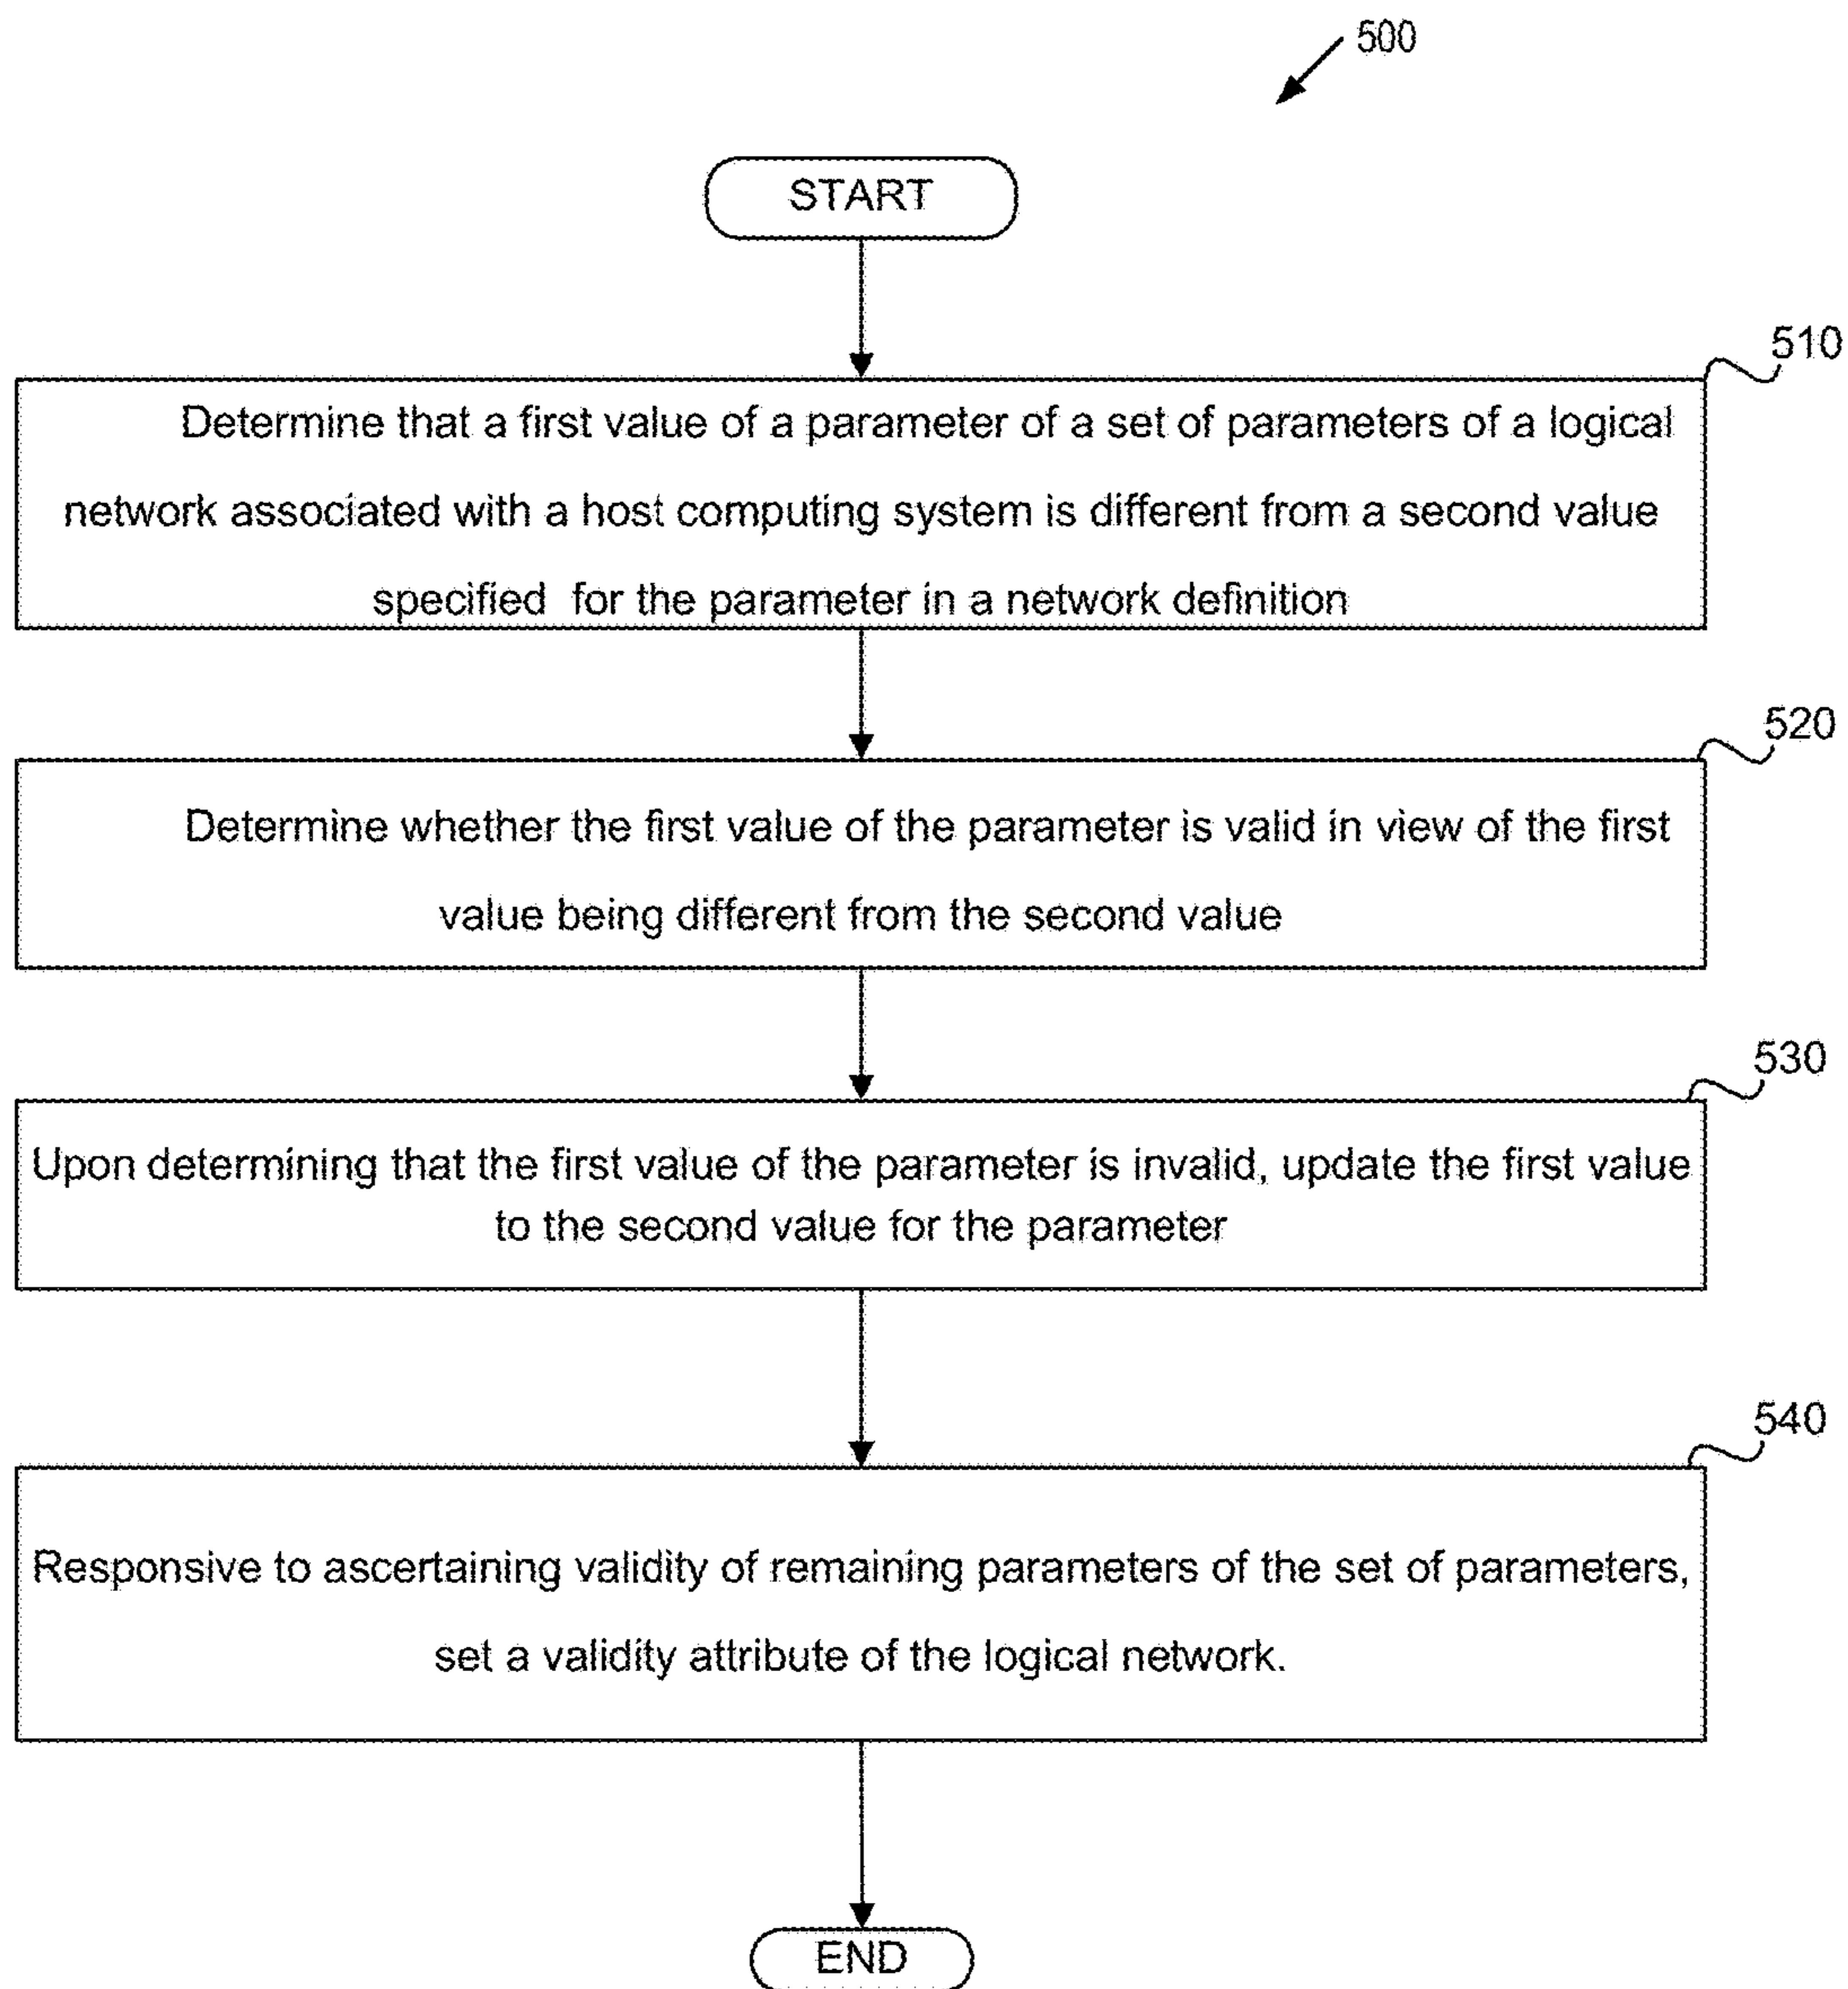 500
START
510
Determine that a first value of a parameter of a set of parameters of a logical
network associated with a host computing system is different from a second value
specified for the parameter in a network definition
520
Determine whether the first value of the parameter is valid in view of the first
value being different from the second value
530
Upon determining that the first value of the parameter is invalid, update the first value
to the second value for the parameter
540
Responsive to ascertaining validity of remaining parameters of the set of parameters,
set a validity attribute of the logical network.
END